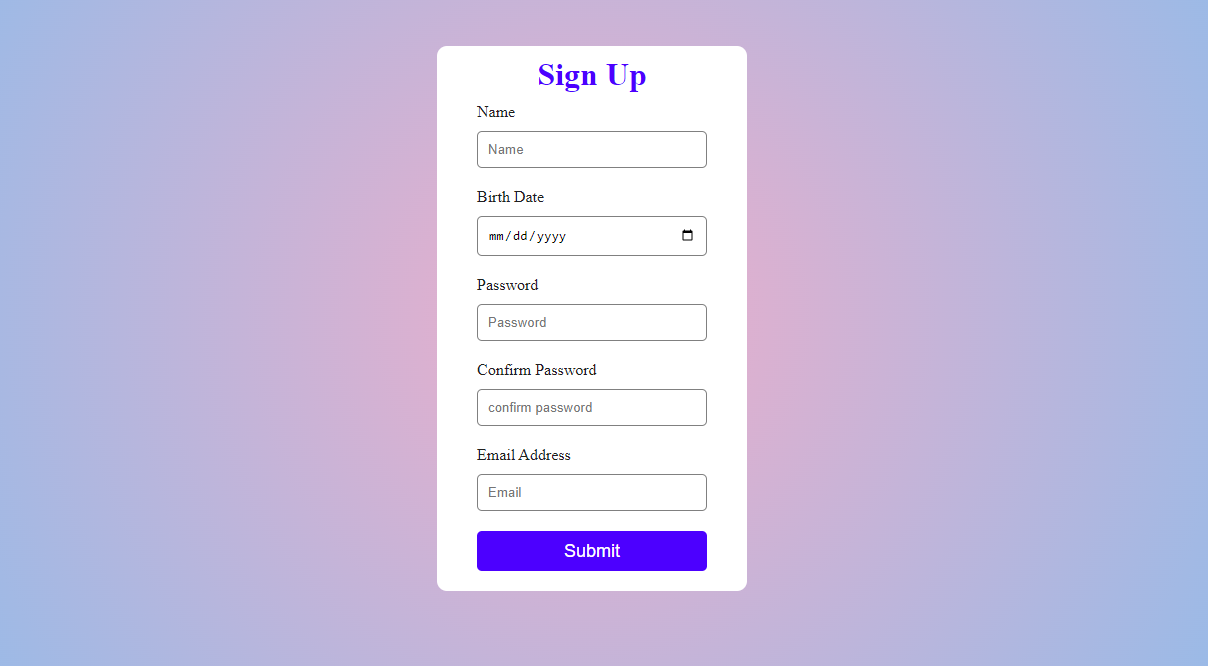 Sign Up
Name
Name
Birth Date
mm/dd/yyyy
Password
Password
Confirm Password
confirm password
Email Address
Email
Submit